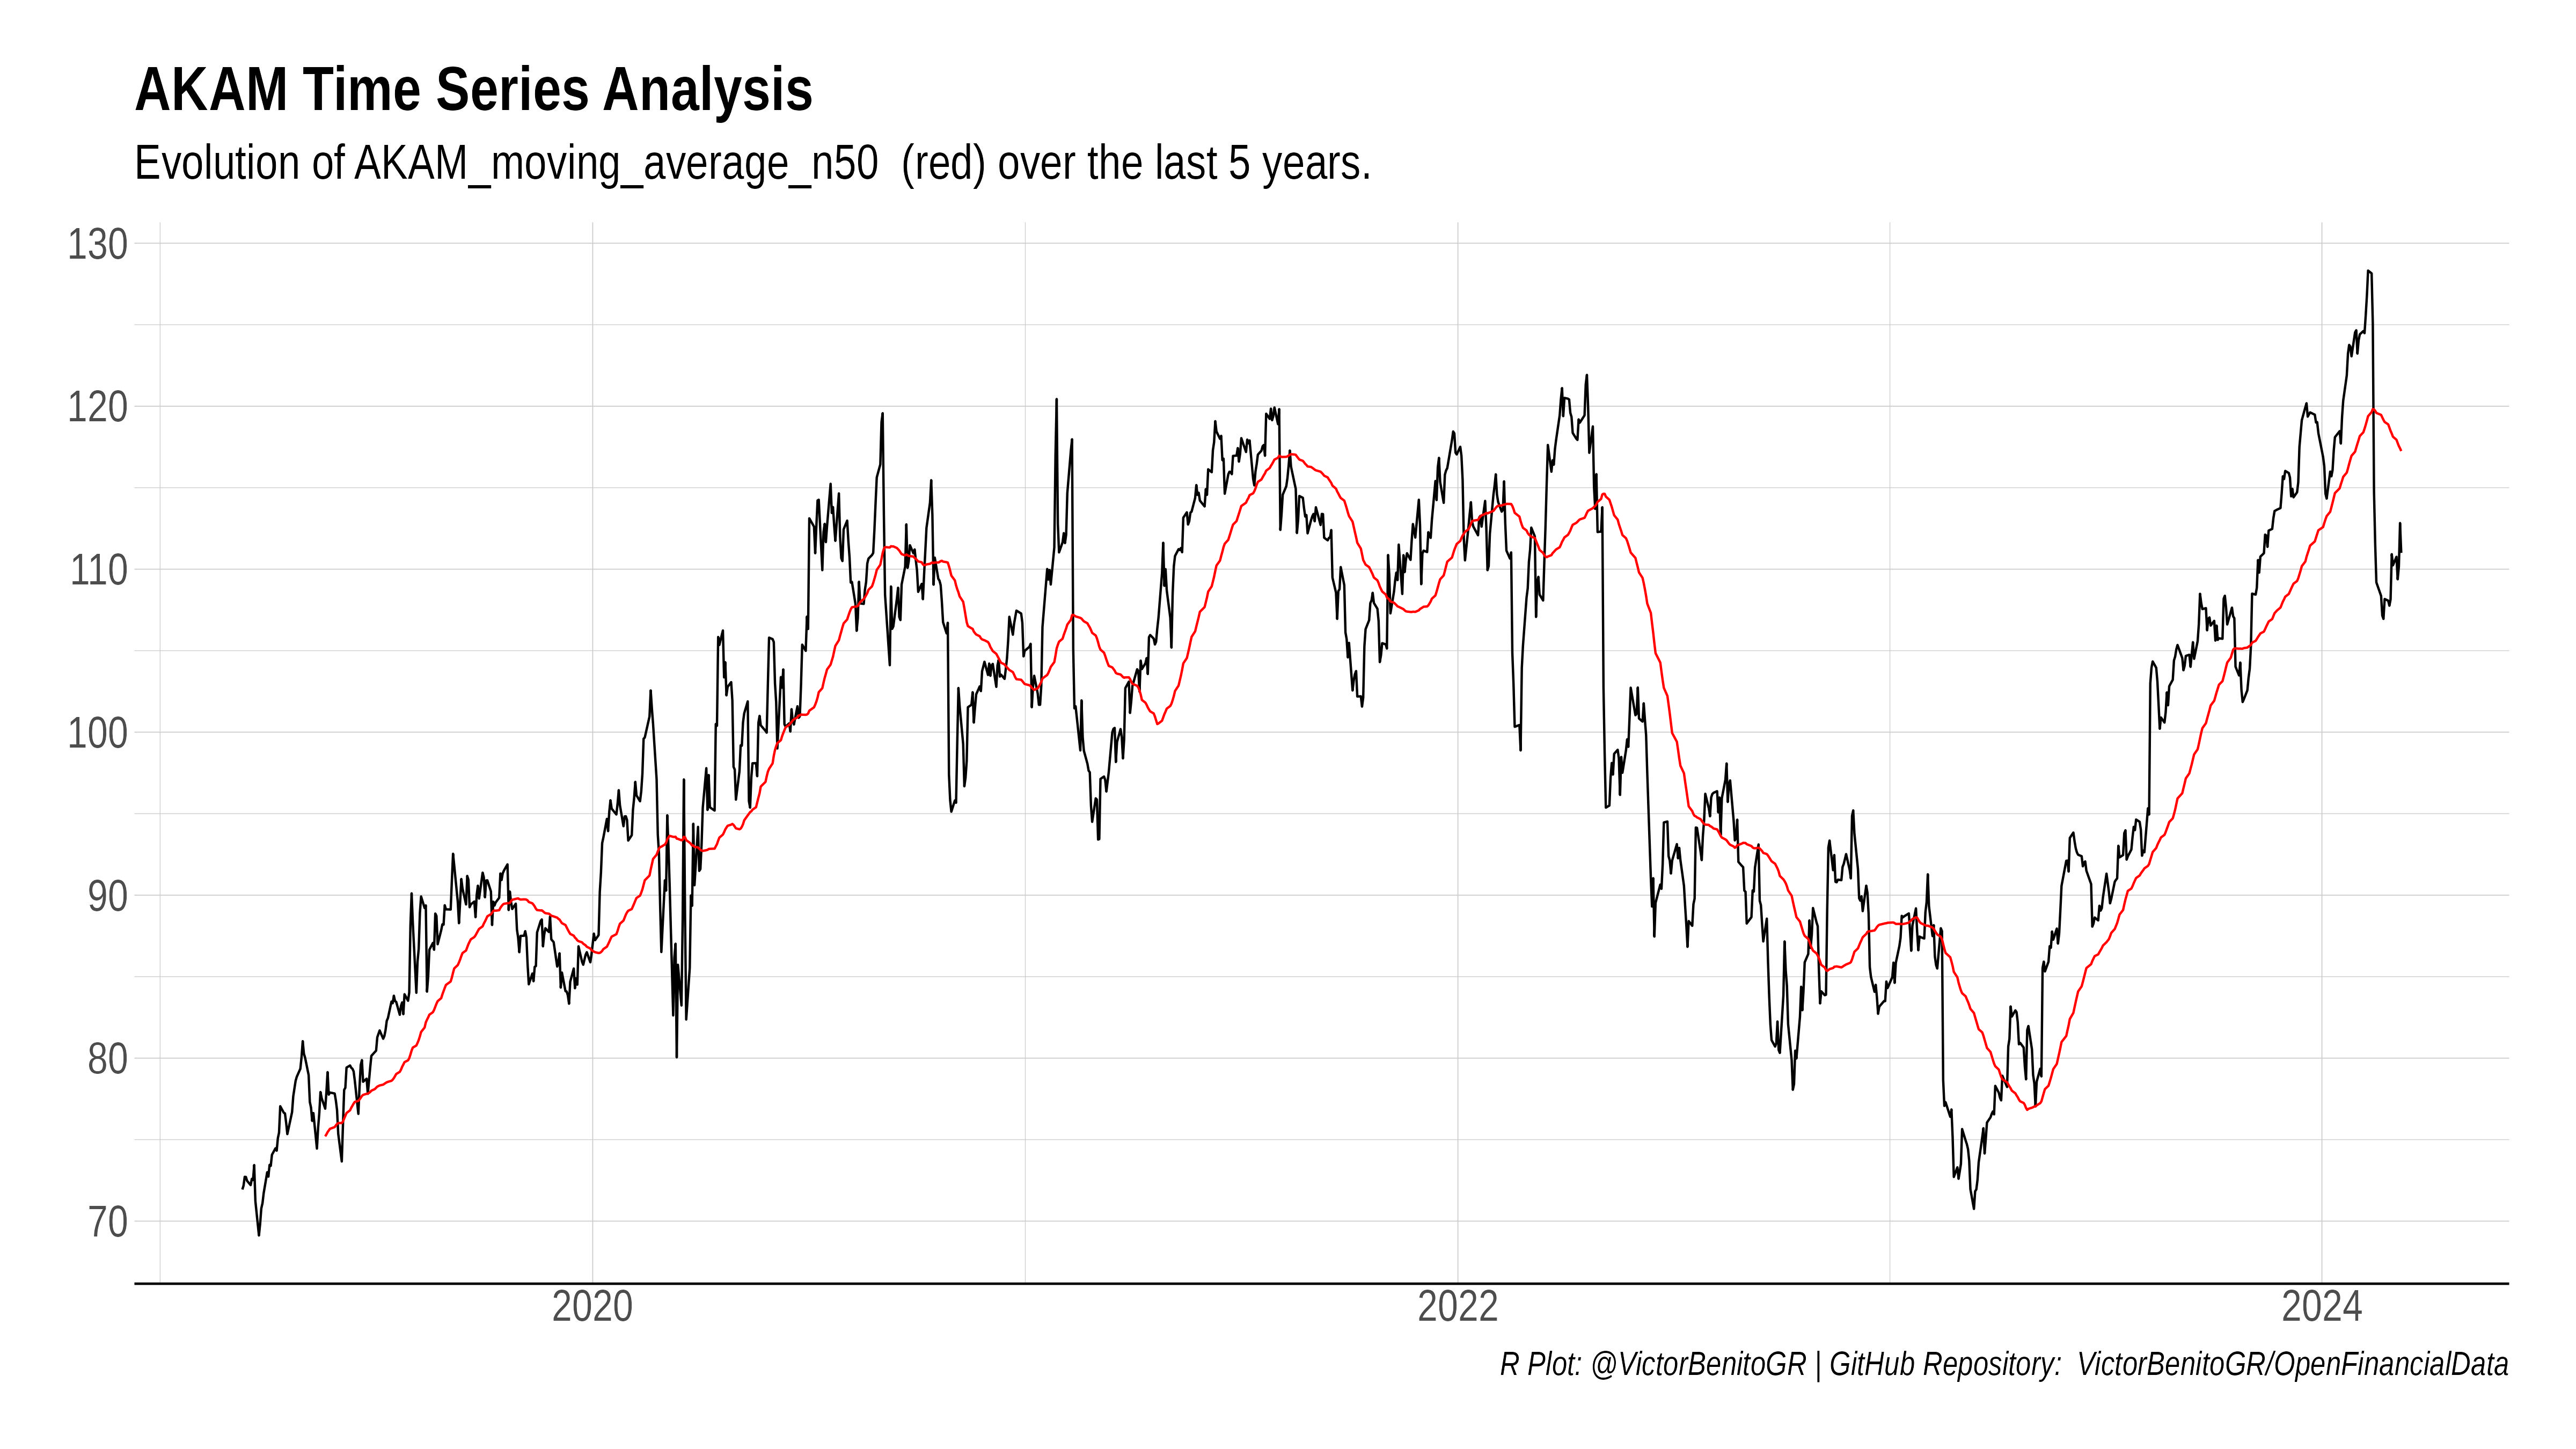 AKAM Time Series Analysis
Evolution of AKAM_moving_average_n50  (red) over the last 5 years.
130
120
110
100
90
80
70
2020 2022 2024
R Plot: @VictorBenitoGR | GitHub Repository:  VictorBenitoGR/OpenFinancialData